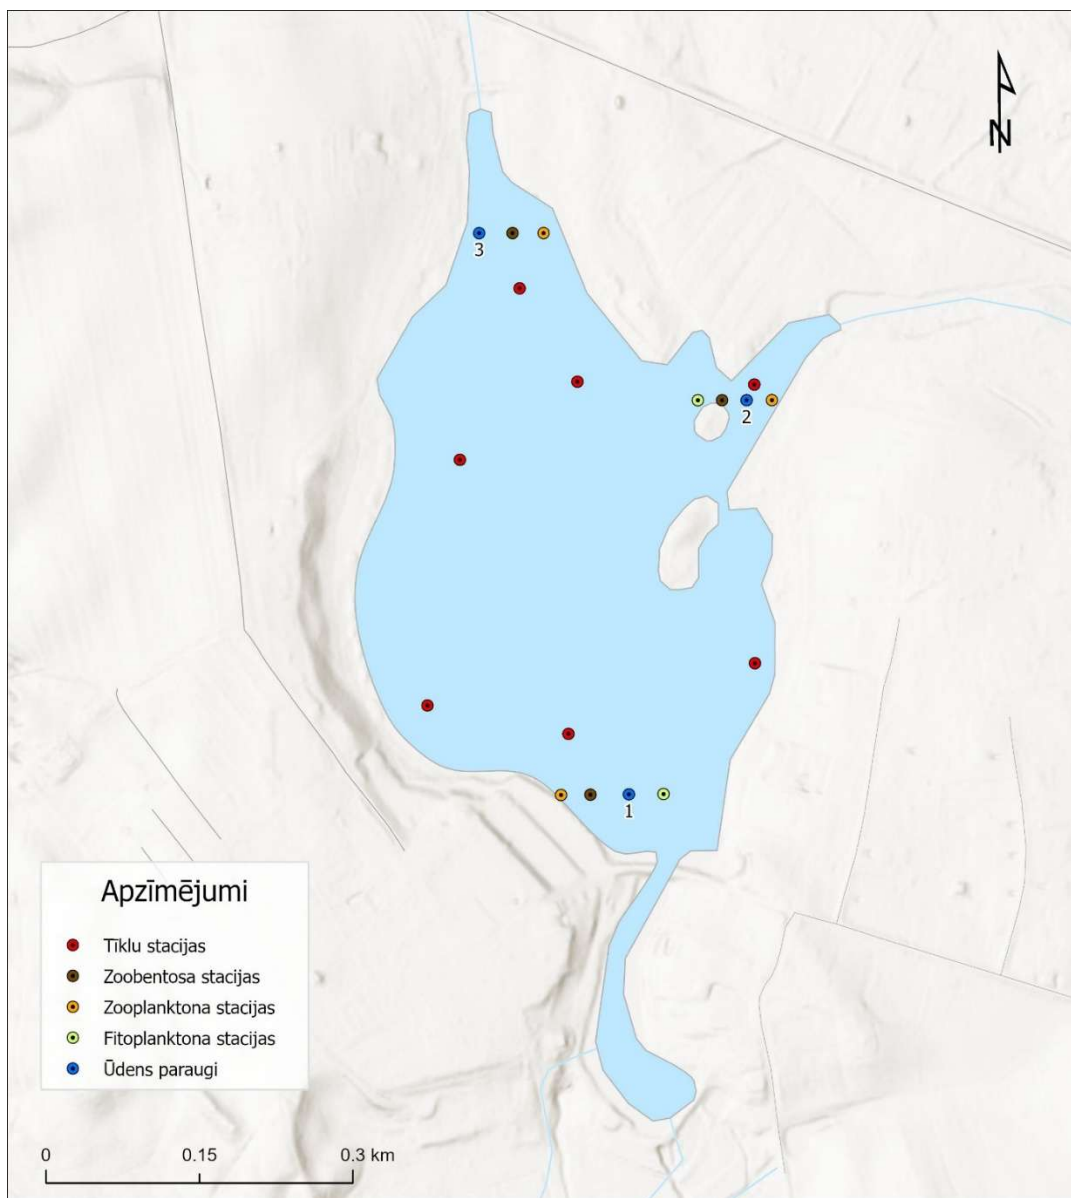 N
3
2
1
Apzīmējumi
Tīklu stacijas
Zoobentosa stacijas
Zooplanktona stacijas
Fitoplanktona stacijas
Ūdens paraugi
0 0.15 0.3 km